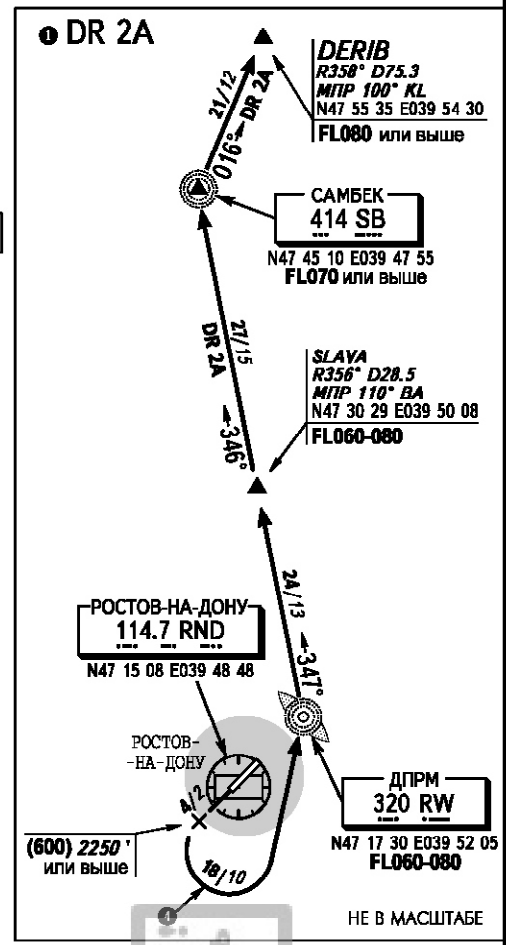 ❶ DR 2A
DERIB
R358° D75.3
МПР 100° KL
N47 55 35 E039 54 30
FL080 или выше
21/12
016° DR 2A
САМБЕК
414 SB
N47 45 10 E039 47 55
FL070 или выше
27/15
DR 2A
346°
SLAVA
R356° D28.5
МПР 110° BA
N47 30 29 E039 50 08
FL060-080
24/13
347°
РОСТОВ-НА-ДОНУ
114.7 RND
N47 15 08 E039 48 48
РОСТОВ-
-НА-ДОНУ
4/2
(600) 2250'
или выше
18/10
4
ДПРМ
320 RW
N47 17 30 E039 52 05
FL060-080
НЕ В МАСШТАБЕ